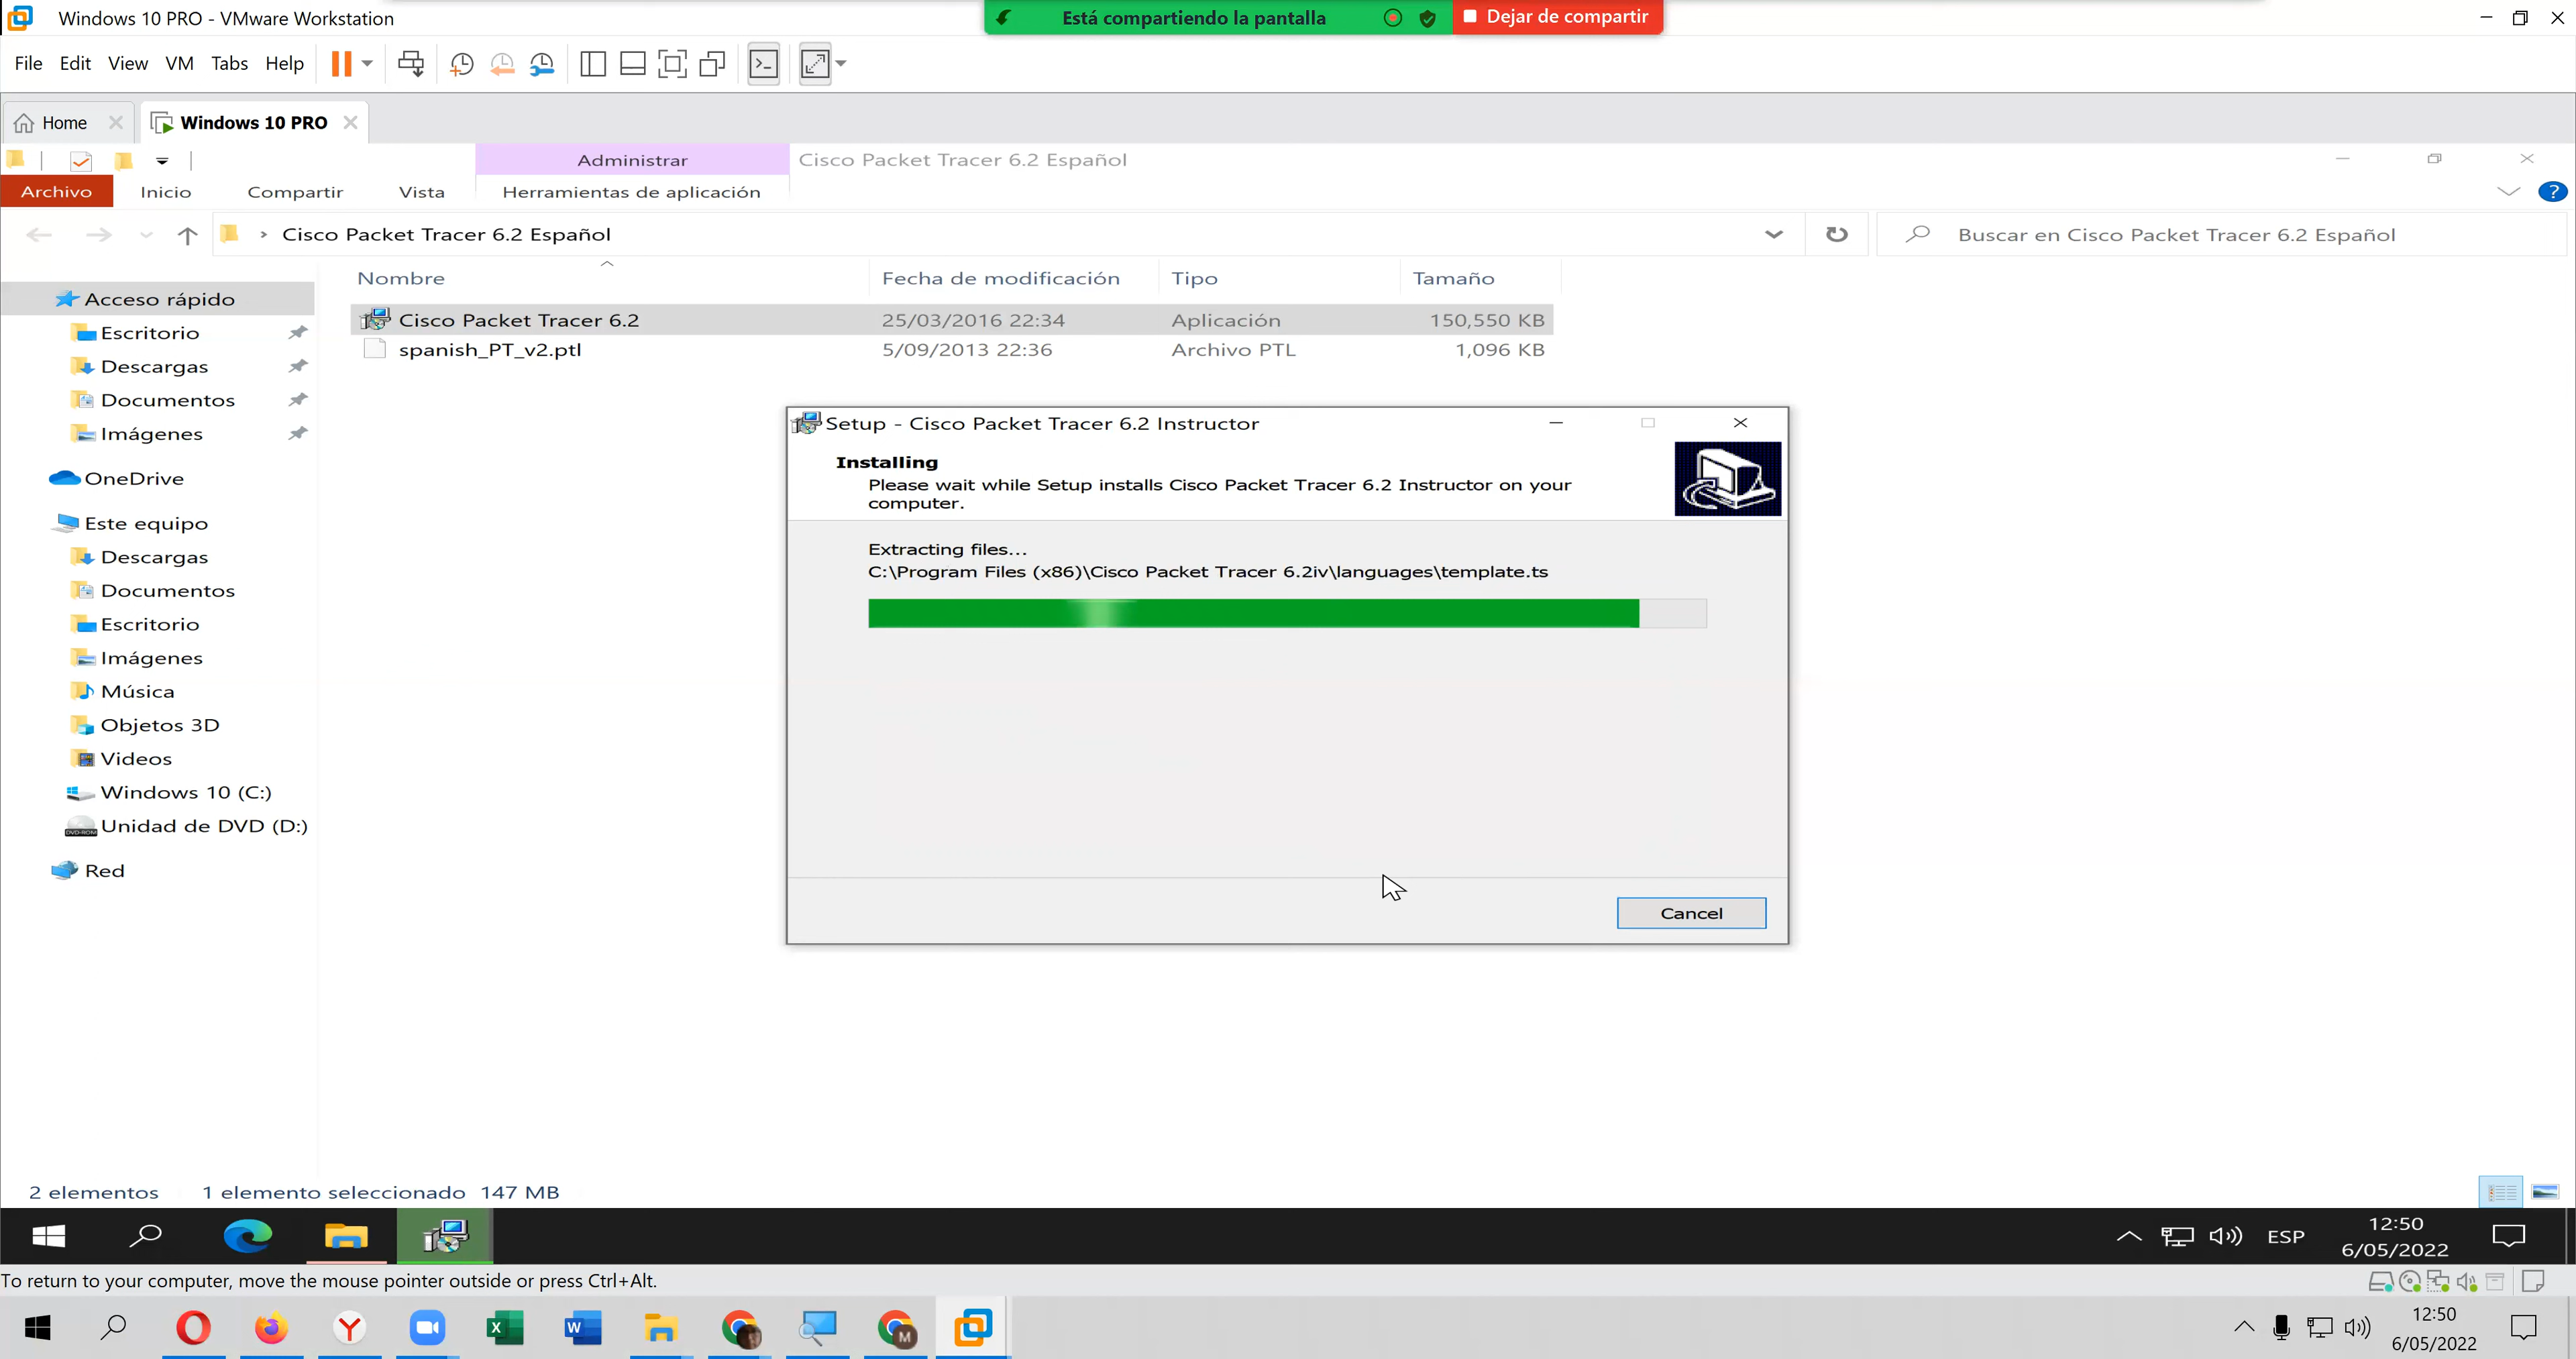 Windows 10 PRO - VMware Workstation
Está compartiendo la pantalla
Dejar de compartir
File Edit View VM Tabs Help
Home
Windows 10 PRO
Administrar
Cisco Packet Tracer 6.2 Español
Archivo Inicio Compartir Vista Herramientas de aplicación
Cisco Packet Tracer 6.2 Español
Buscar en Cisco Packet Tracer 6.2 Español
Nombre Fecha de modificación Tipo Tamaño
Cisco Packet Tracer 6.2 25/03/2016 22:34 Aplicación 150,550 KB
spanish_PT_v2.ptl 5/09/2013 22:36 Archivo PTL 1,096 KB
Acceso rápido
Escritorio
Descargas
Documentos
Imágenes
OneDrive
Este equipo
Descargas
Documentos
Escritorio
Imágenes
Música
Objetos 3D
Videos
Windows 10 (C:)
Unidad de DVD (D:)
Red
Setup - Cisco Packet Tracer 6.2 Instructor
Installing
Please wait while Setup installs Cisco Packet Tracer 6.2 Instructor on your
computer.
Extracting files...
C:\Program Files (x86)\Cisco Packet Tracer 6.2iv\languages\template.ts
Cancel
2 elementos 1 elemento seleccionado 147 MB
ESP
12:50
6/05/2022
To return to your computer, move the mouse pointer outside or press Ctrl+Alt.
12:50
6/05/2022